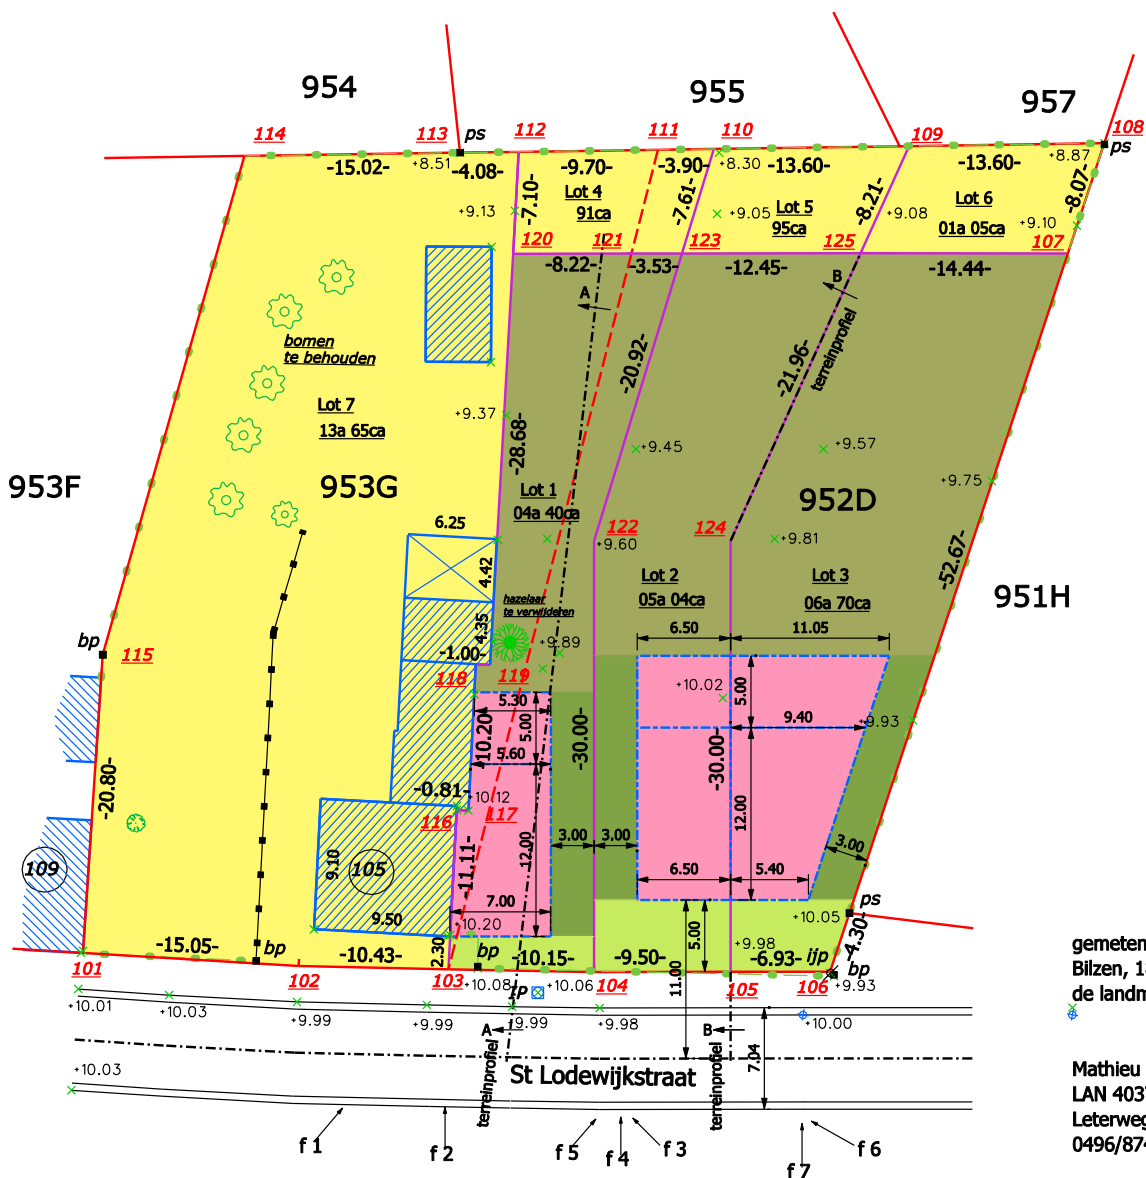 954
955
957
114
113
ps
112
111
110
109
108
ps
+8.51
-15.02-
-4.08-
-9.70-
-3.90-
+8.30
-13.60-
-13.60-
+8.87
-7.10-
Lot 4
91ca
-7.61-
+9.05
Lot 5
95ca
-8.21-
+9.08
Lot 6
01a 05ca
+9.10
-8.07-
+9.13
120
121
123
125
107
-8.22-
-3.53-
-12.45-
-14.44-
A
B
terreinprofiel
bomen
te behouden
-20.92-
-21.96-
Lot 7
13a 65ca
+9.37
-28.68-
+9.45
+9.57
+9.75
953F
953G
Lot 1
04a 40ca
952D
6.25
122
124
+9.60
+9.81
-52.67-
951H
4.42
hazelaar
te verwijderen
Lot 2
05a 04ca
Lot 3
06a 70ca
4.35
6.50
11.05
bp
115
-1.00-
+9.89
118
119
+10.02
5.00
5.30
5.00
9.40
+9.93
-10.20-
-30.00-
-30.00-
5.60
-20.80-
-0.81-
+10.12
116
117
12.00
12.00
3.00
3.00
3.00
109
105
9.10
-11.11-
6.50
5.40
7.00
9.50
+10.20
+10.05
ps
-15.05-
bp
-10.43-
2.30
bp
-10.15-
-9.50-
5.00
11.00
+9.98
-6.93-
ijp
-4.30-
bp
101
102
103
+10.08
tp
+10.06
104
105
106
+9.93
+10.01
+10.03
+9.99
+9.99
+9.99
+9.98
+10.00
A
B
7.04
+10.03
terreinprofiel
St Lodewijkstraat
terreinprofiel
f 1
f 2
f 5
f 4
f 3
f 7
f 6
gemeten
Bilzen, 1
de landm
Mathieu
LAN 403
Leterweg
0496/874